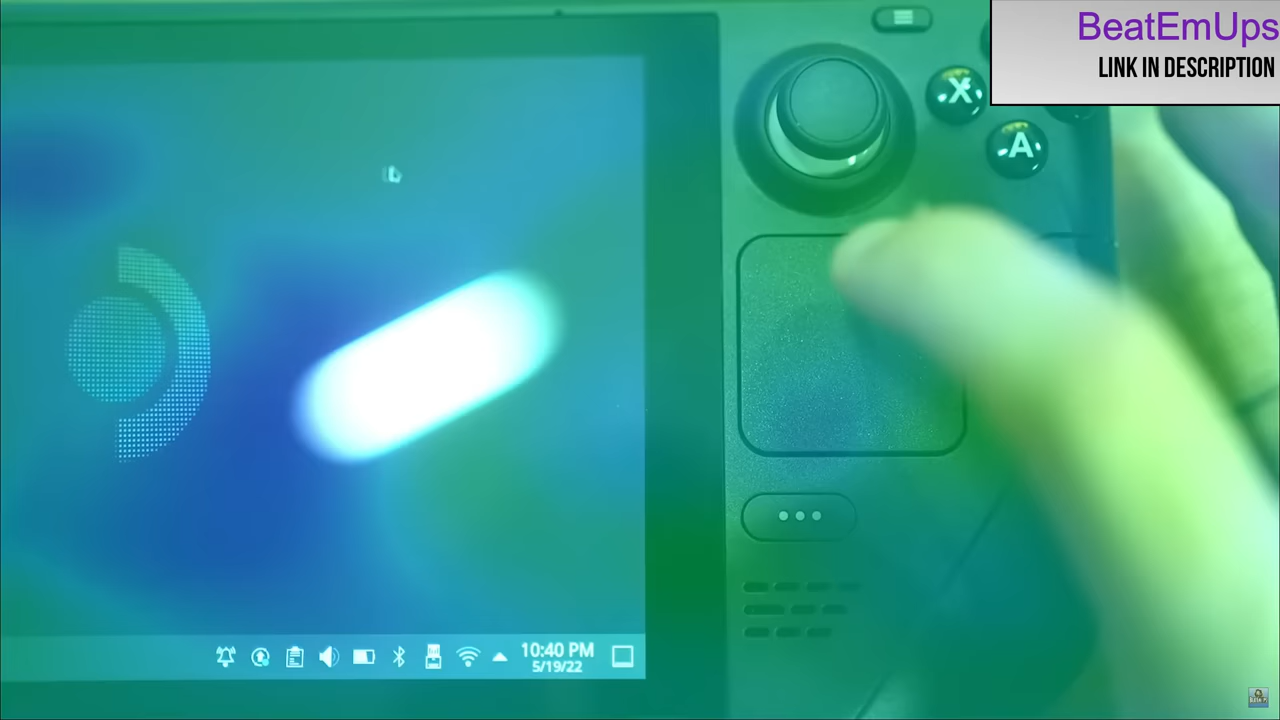 BeatEmUps
LINK IN DESCRIPTION
X
A
10:40 PM
5/19/22